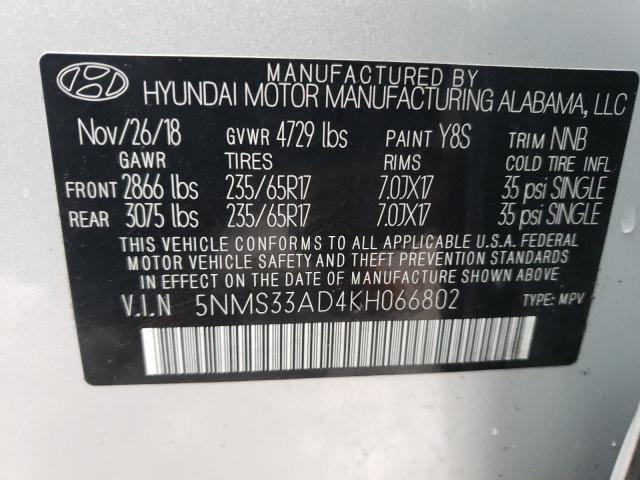 MANUFACTURED BY
HYUNDAI MOTOR MANUFACTURING ALABAMA, LLC
Nov/26/18 GVWR 4729 lbs PAINT Y8S TRIM NNB
GAWR TIRES RIMS COLD TIRE INFL
FRONT 2866 lbs 235/65R17 7.0JX17 35 psi SINGLE
REAR 3075 lbs 235/65R17 7.0JX17 35 psi SINGLE
THIS VEHICLE CONFORMS TO ALL APPLICABLE U.S.A. FEDERAL
MOTOR VEHICLE SAFETY AND THEFT PREVENTION STANDARDS
IN EFFECT ON THE DATE OF MANUFACTURE SHOWN ABOVE.
V.I.N 5NMS33AD4KH066802 TYPE: MPV